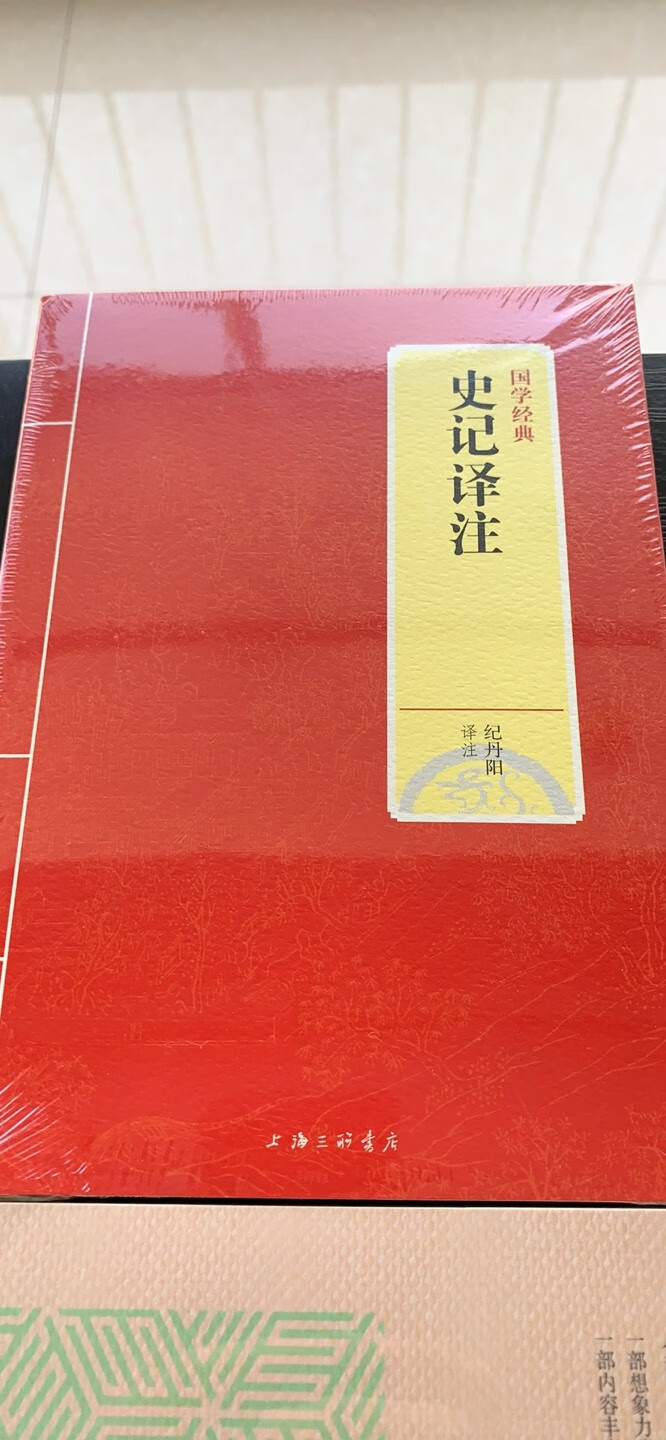 国学经典
史记译注
纪丹阳
译注
上海三联书店
一部想象力
一部内容丰